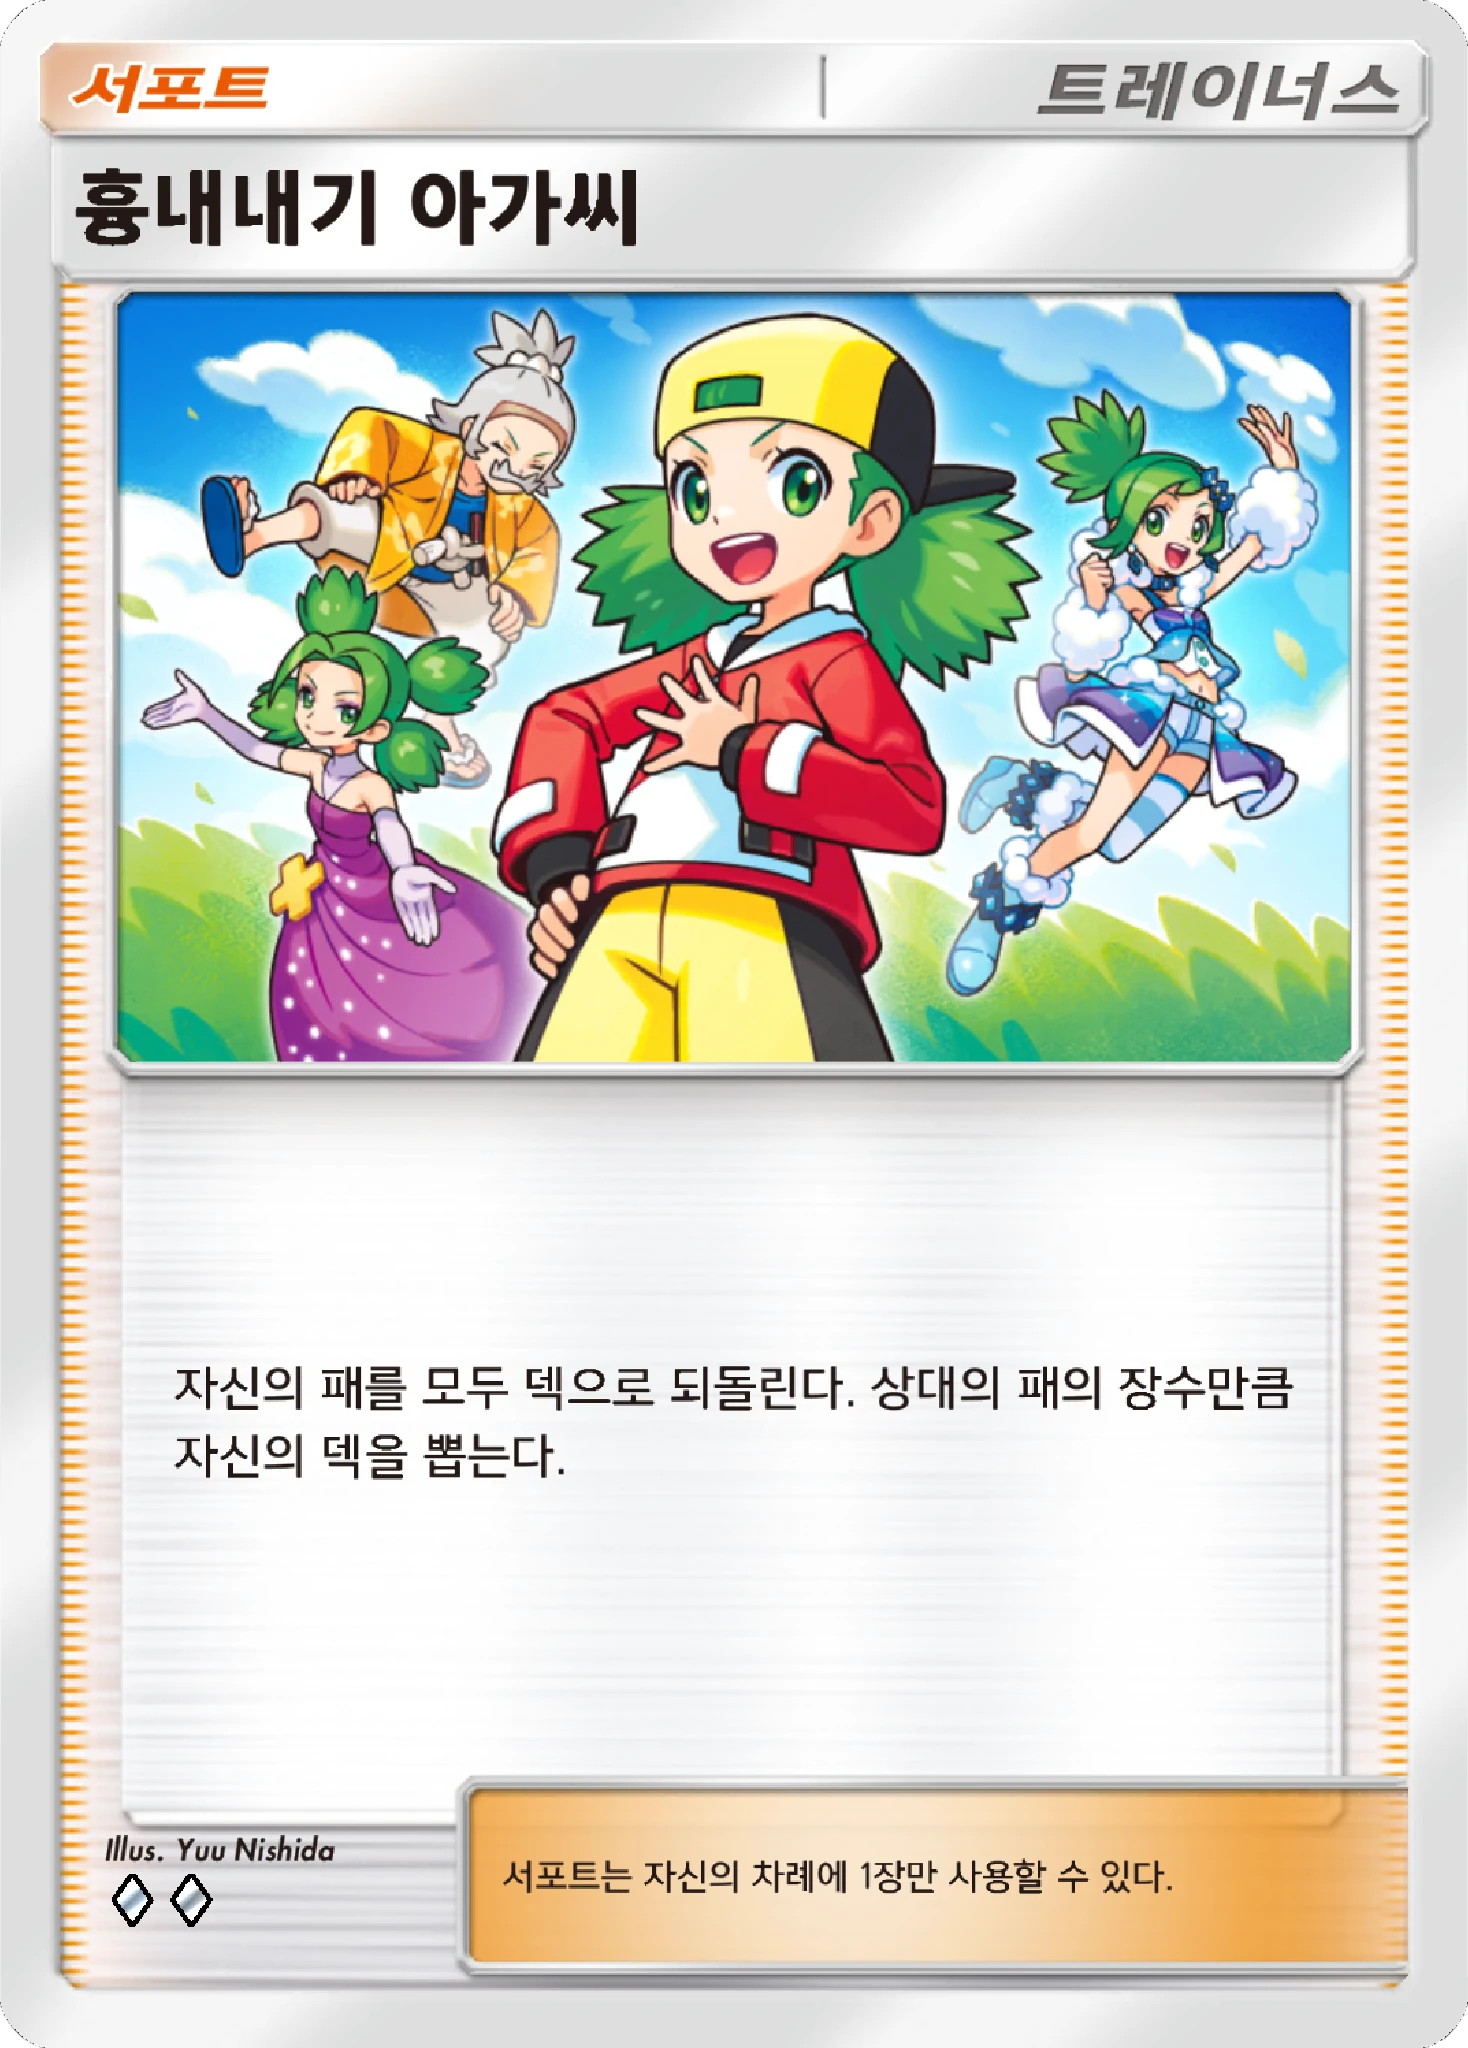 서포트
트레이너스
흉내내기 아가씨
자신의 패를 모두 덱으로 되돌린다. 상대의 패의 장수만큼
자신의 덱을 뽑는다.
Illus. Yuu Nishida
서포트는 자신의 차례에 1장만 사용할 수 있다.